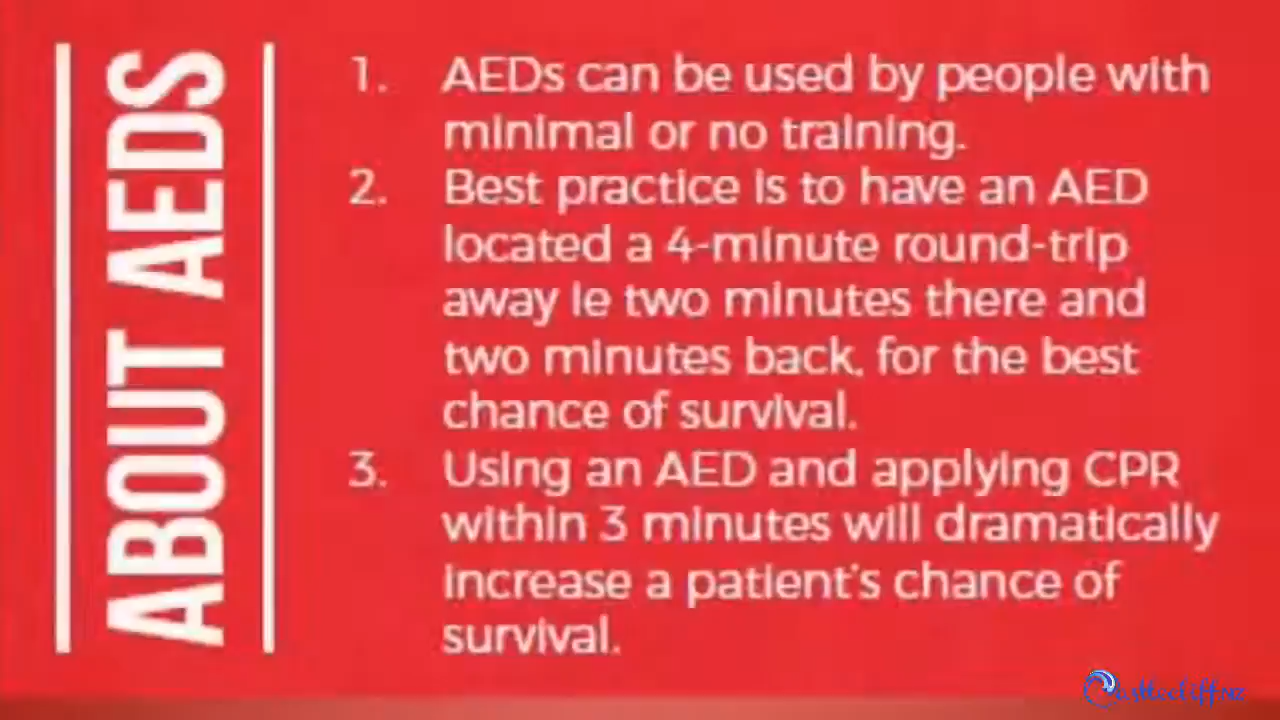 ABOUT AEDS
1. AEDs can be used by people with
minimal or no training.
2. Best practice is to have an AED
located a 4-minute round-trip
away ie two minutes there and
two minutes back, for the best
chance of survival.
3. Using an AED and applying CPR
within 3 minutes will dramatically
increase a patient's chance of
survival.
CastlecliffNZ